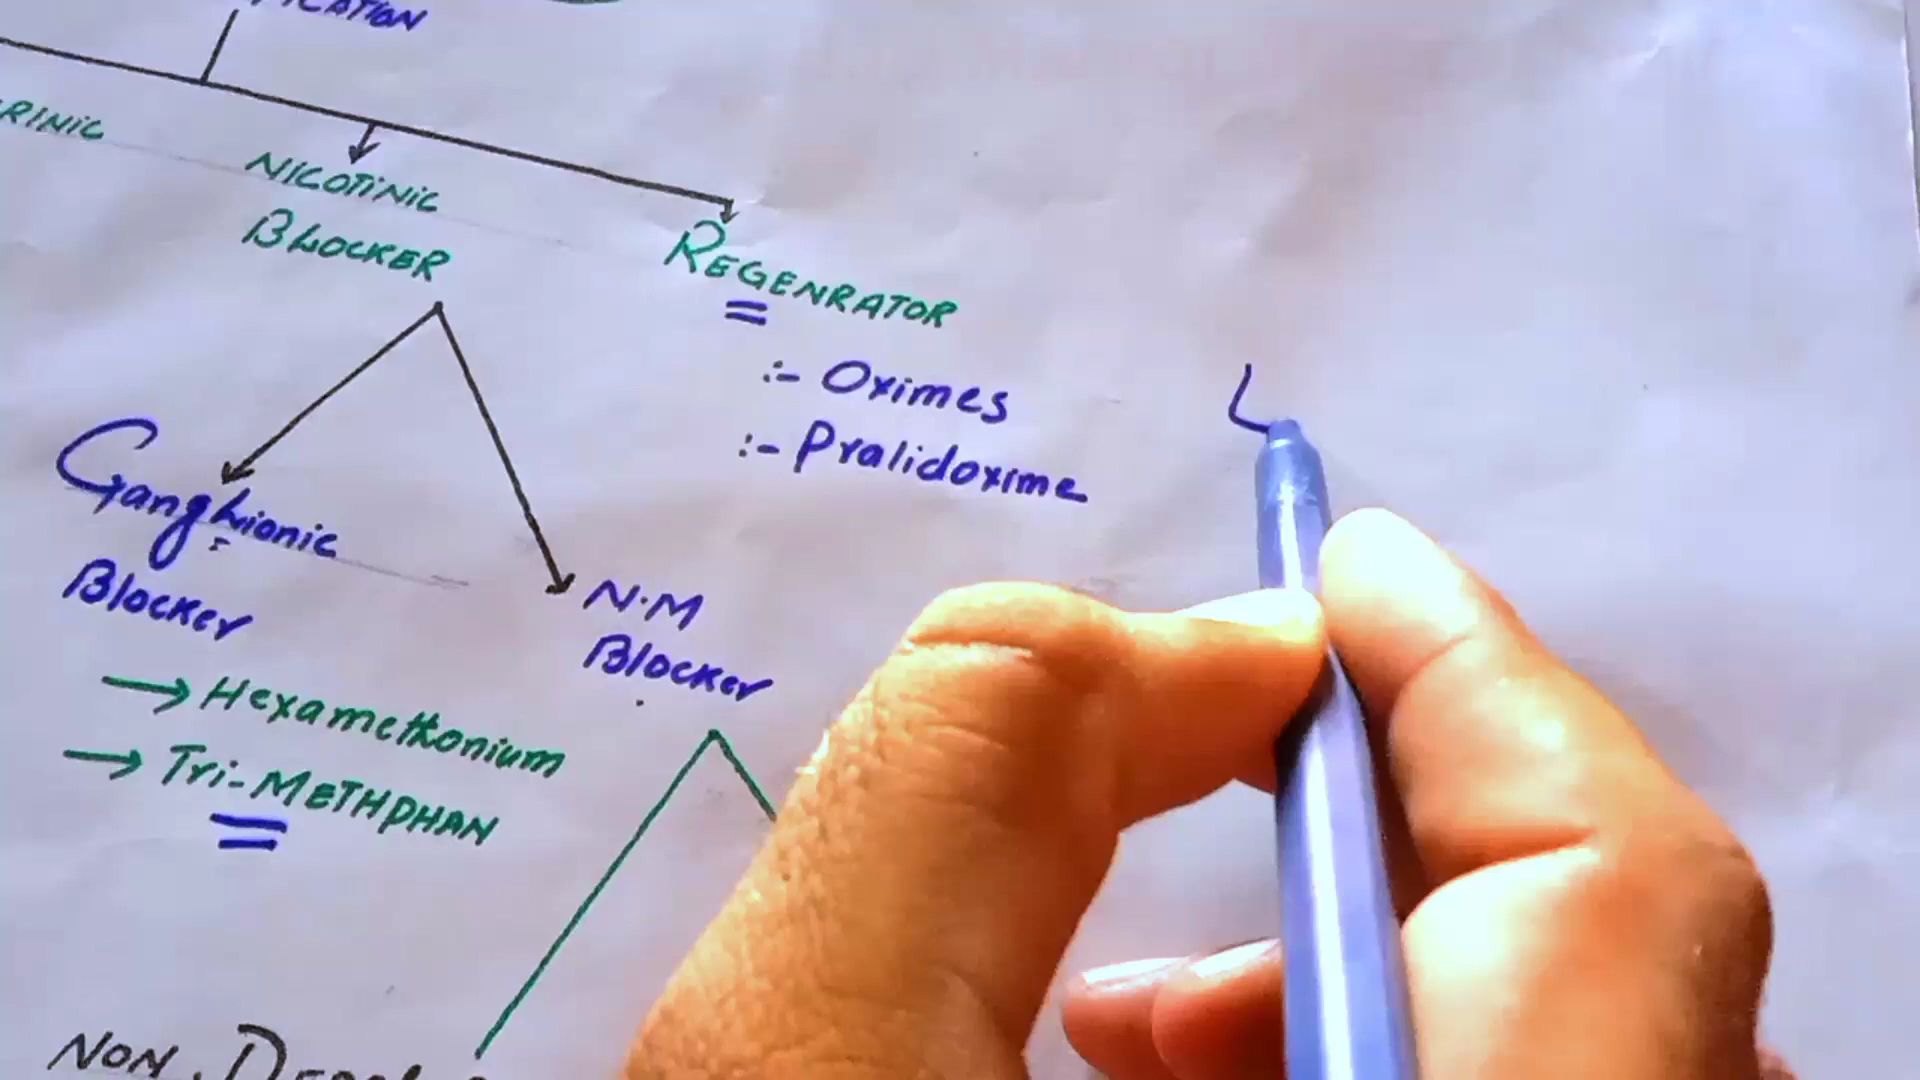 RINIC
NICOTINIC
BLOCKER
REGENRATOR
:- Oximes
:- Pralidoxime
Ganglionic
Blocker
N.M
Blocker
→ Hexamethonium
→ Tri-METHPHAN
NON.